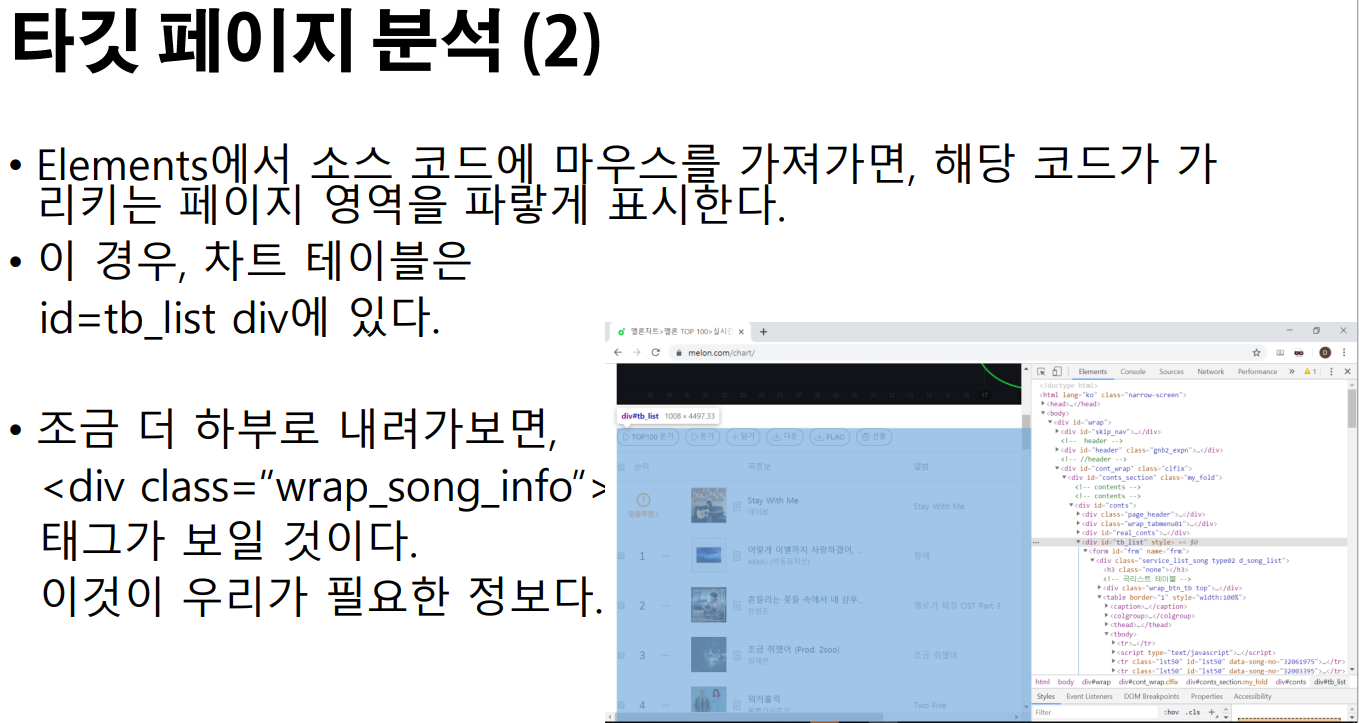 타깃 페이지 분석 (2)
• Elements에서 소스 코드에 마우스를 가져가면, 해당 코드가 가
리키는 페이지 영역을 파랗게 표시한다.
• 이 경우, 차트 테이블은
id=tb_list div에 있다.
• 조금 더 하부로 내려가보면,
<div class="wrap_song_info">
태그가 보일 것이다.
이것이 우리가 필요한 정보다.
멜론차트>멜론 TOP 100>실시간
melon.com/chart/
Elements Console Sources Network Performance » 1
div#tb_list 1008 × 4497.33
TOP100 듣기 듣기 담기 다운 FLAC 선물
순위 곡정보 앨범
맞춤추천 >
Stay With Me
테이블
Stay With Me
1
어떻게 이별까지 사랑하겠어, ...
AKMU (악동뮤지션)
항해
2
흔들리는 꽃들 속에서 네 샴푸...
장범준
멜로가 체질 OST Part 3
3
조금 취했어 (Prod. 2soo)
임재현
조금 취했어
4
워커홀릭
볼빨간사춘기
Two Five
<!doctype html>
<html lang="ko" class="narrow-screen">
<head>…</head>
<body>
<div id="wrap">
<div id="skip_nav">…</div>
<!-- header -->
<div id="header" class="gnb2_expn">…</div>
<!-- //header -->
<div id="cont_wrap" class="clfix">
<div id="conts_section" class="my_fold">
<!-- contents -->
<!-- contents -->
<div id="conts">
<div class="page_header">…</div>
<div class="wrap_tabmenu01">…</div>
<div class="real_conts">…</div>
<div id="tb_list" style> == $0
<form id="frm" name="frm">
<div class="service_list_song type02 d_song_list">
<h3 class="none"></h3>
<!-- 곡리스트 테이블 -->
<div class="wrap_btn_tb top">…</div>
<table border="1" style="width:100%">
<caption>…</caption>
<colgroup>…</colgroup>
<thead>…</thead>
<tbody>
<tr>…</tr>
<script type="text/javascript">…</script>
<tr class="lst50" id="lst50" data-song-no="32061975">…</tr>
<tr class="lst50" id="lst50" data-song-no="32003395">…</tr>
html body div#wrap div#cont_wrap.clfix div#conts_section.my_fold div#conts div#tb_list
Styles Event Listeners DOM Breakpoints Properties Accessibility
Filter :hov .cls +